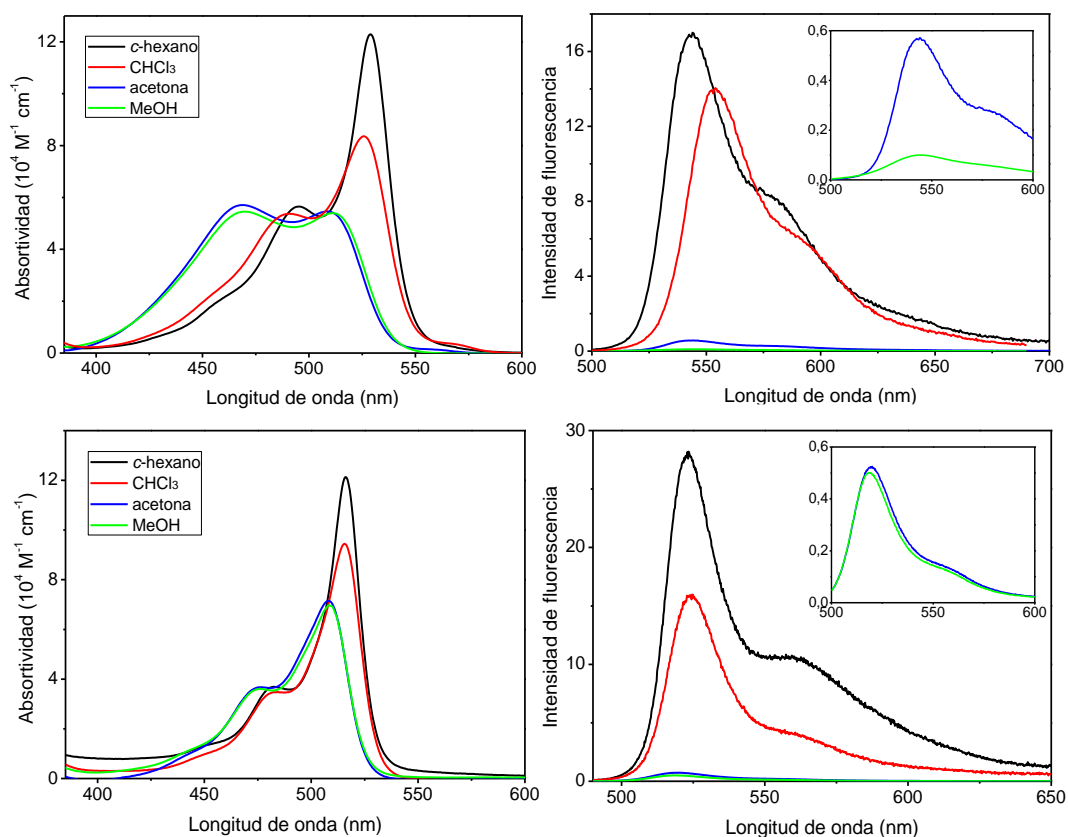 Absortividad (10⁴ M⁻¹ cm⁻¹)
12
8
4
0
c-hexano
CHCl₃
acetona
MeOH
400 450 500 550 600
Longitud de onda (nm)
Intensidad de fluorescencia
16
12
8
4
0
0,6
0,4
0,2
0,0
500 550 600
500 550 600 650 700
Longitud de onda (nm)
Absortividad (10⁴ M⁻¹ cm⁻¹)
12
8
4
0
c-hexano
CHCl₃
acetona
MeOH
400 450 500 550 600
Longitud de onda (nm)
Intensidad de fluorescencia
30
20
10
0
0,6
0,4
0,2
0,0
500 550 600
500 550 600 650
Longitud de onda (nm)